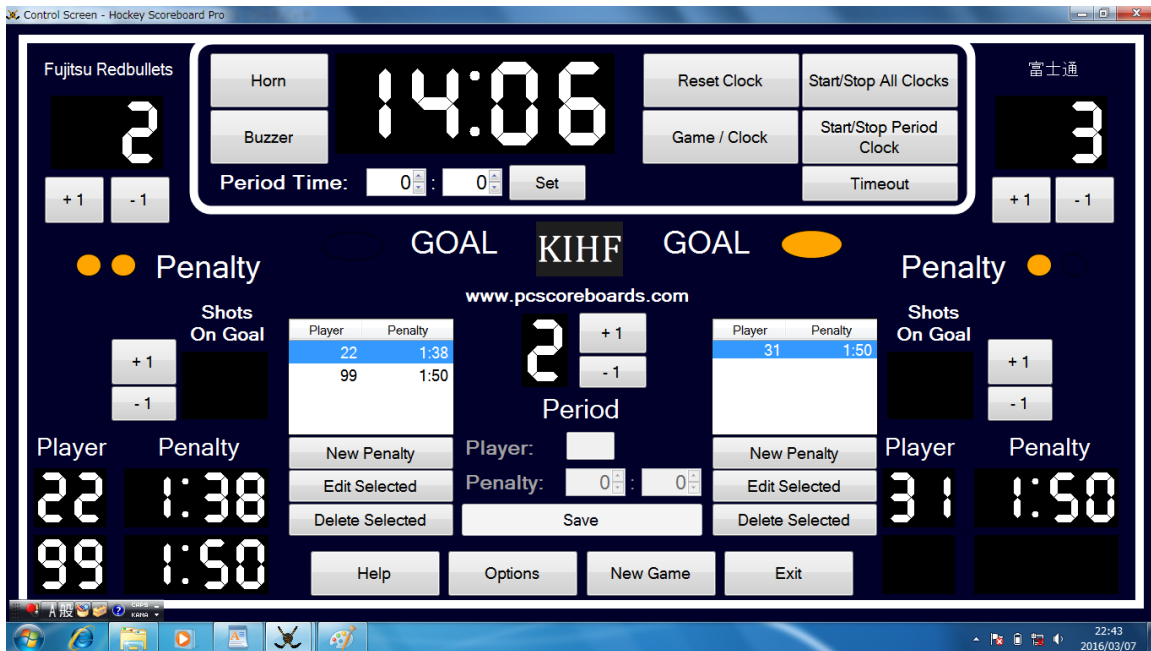 Control Screen - Hockey Scoreboard Pro
Fujitsu Redbullets
2
+ 1
- 1
Horn
Buzzer
14:06
Reset Clock
Start/Stop All Clocks
Game / Clock
Start/Stop Period
Clock
Period Time:
0
:
0
Set
Timeout
富士通
3
+ 1
- 1
GOAL
KIHF
GOAL
Penalty
Penalty
www.pcscoreboards.com
Shots
On Goal
+ 1
- 1
Player Penalty
22 1:38
99 1:50
2
+ 1
- 1
Period
Player Penalty
31 1:50
Shots
On Goal
+ 1
- 1
Player Penalty
22 1:38
99 1:50
New Penalty
Edit Selected
Delete Selected
Player:
Penalty:
0
:
0
Save
New Penalty
Edit Selected
Delete Selected
Player Penalty
31 1:50
Help
Options
New Game
Exit
A 般
CAPS
KANA
22:43
2016/03/07